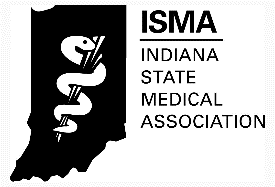 ISMA
INDIANA
STATE
MEDICAL
ASSOCIATION